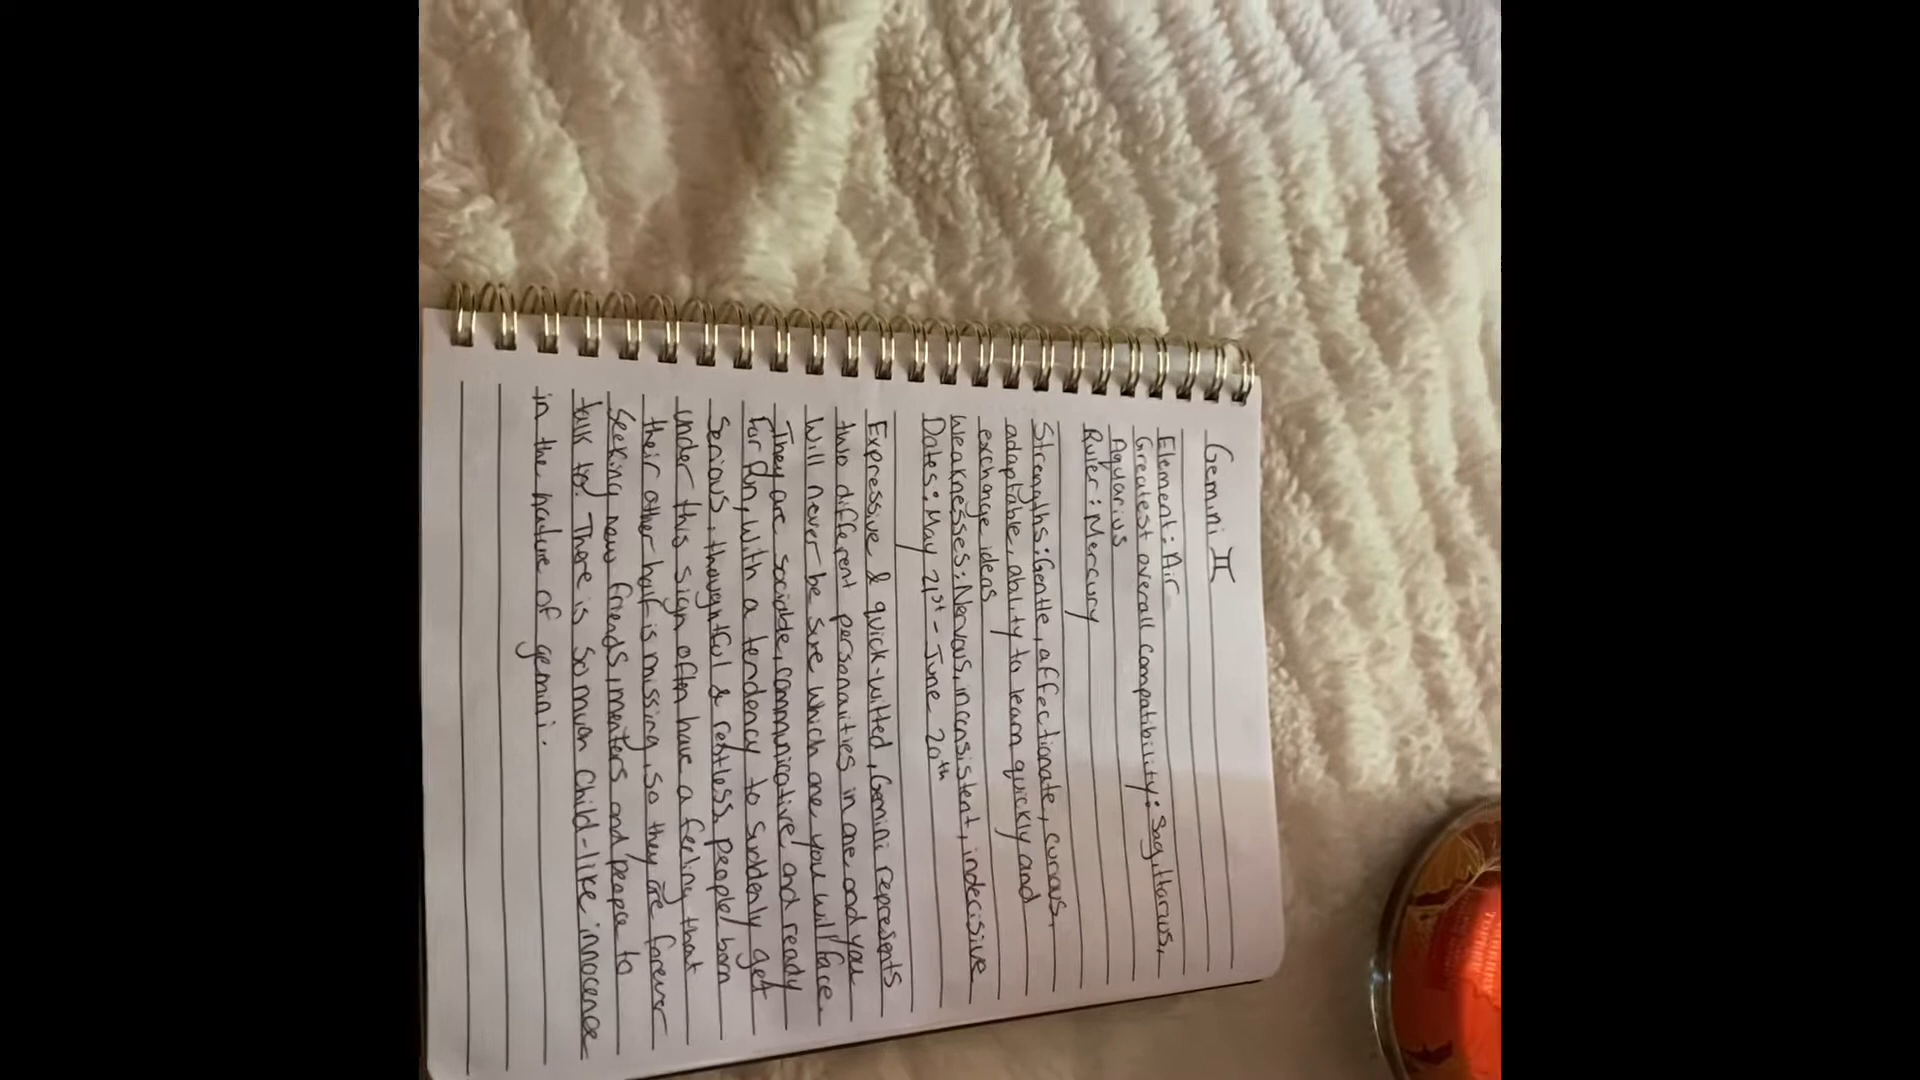 Gemini ♊
Element: Air
Greatest overall compatibility: Sagittarius,
Aquarius
Ruler: Mercury
Strengths: Gentle, affectionate, curious,
adaptable, ability to learn quickly and
exchange ideas
Weaknesses: Nervous, inconsistent, indecisive
Dates: May 21st - June 20th
Expressive & quick-witted, Gemini represents
two different personalities in one, and you
will never be sure which one you will face.
They are sociable, communicative and ready
for fun, with a tendency to suddenly get
serious, thoughtful & restless. people born
under this sign often have a feeling that
their other half is missing, so they are forever
seeking new friends, mentors and people to
talk to. There is so much child-like innocence
in the nature of gemini.